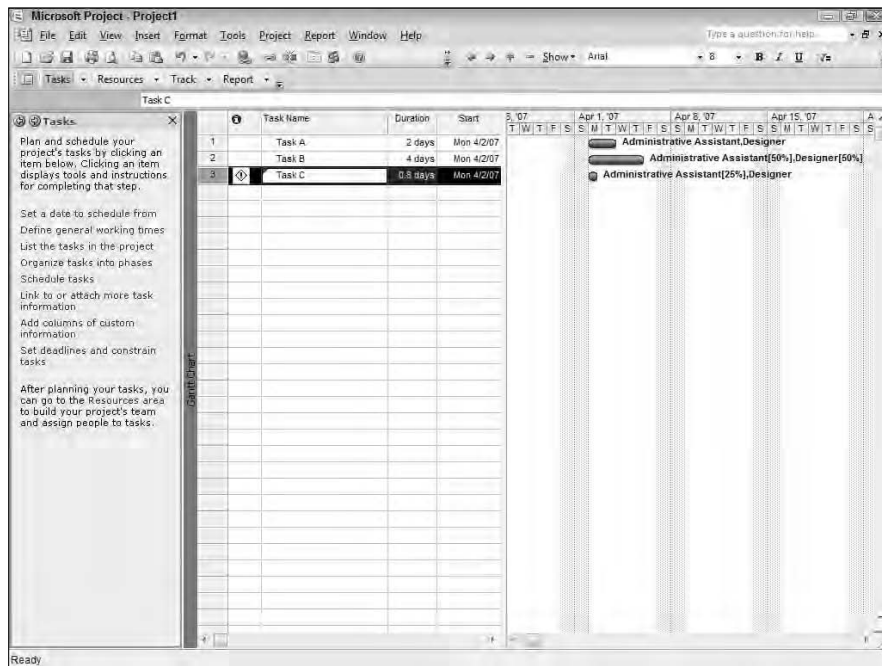 Microsoft Project - Project1
File Edit View Insert Format Tools Project Report Window Help
Type a question for help
Show Arial 8 B I U
Tasks Resources Track Report
Task C
Tasks
Plan and schedule your
project's tasks by clicking an
item below. Clicking an item
displays tools and instructions
for completing that step.
Set a date to schedule from
Define general working times
List the tasks in the project
Organize tasks into phases
Schedule tasks
Link to or attach more task
information
Add columns of custom
information
Set deadlines and constrain
tasks
After planning your tasks, you
can go to the Resources area
to build your project's team
and assign people to tasks.
Gantt Chart
Task Name Duration Start
1 Task A 2 days Mon 4/2/07
2 Task B 4 days Mon 4/2/07
3 Task C 0.8 days Mon 4/2/07
'07 Apr 1, '07 Apr 8, '07 Apr 15, '07 A
T W T F S S M T W T F S S M T W T F S S M T W T F S S
Administrative Assistant,Designer
Administrative Assistant[50%],Designer[50%]
Administrative Assistant[25%],Designer
Ready